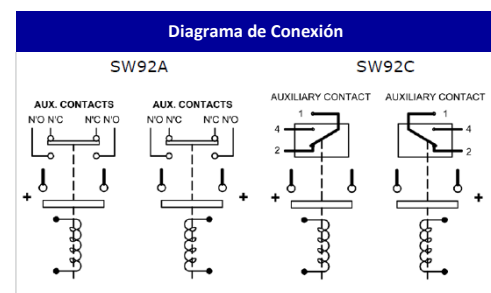 Diagrama de Conexión
SW92A SW92C
AUX. CONTACTS AUX. CONTACTS AUXILIARY CONTACT AUXILIARY CONTACT
N'O N'C N'C N'O N'O N'C N'C N'O 1 1
4 4
2 2
+ + + +